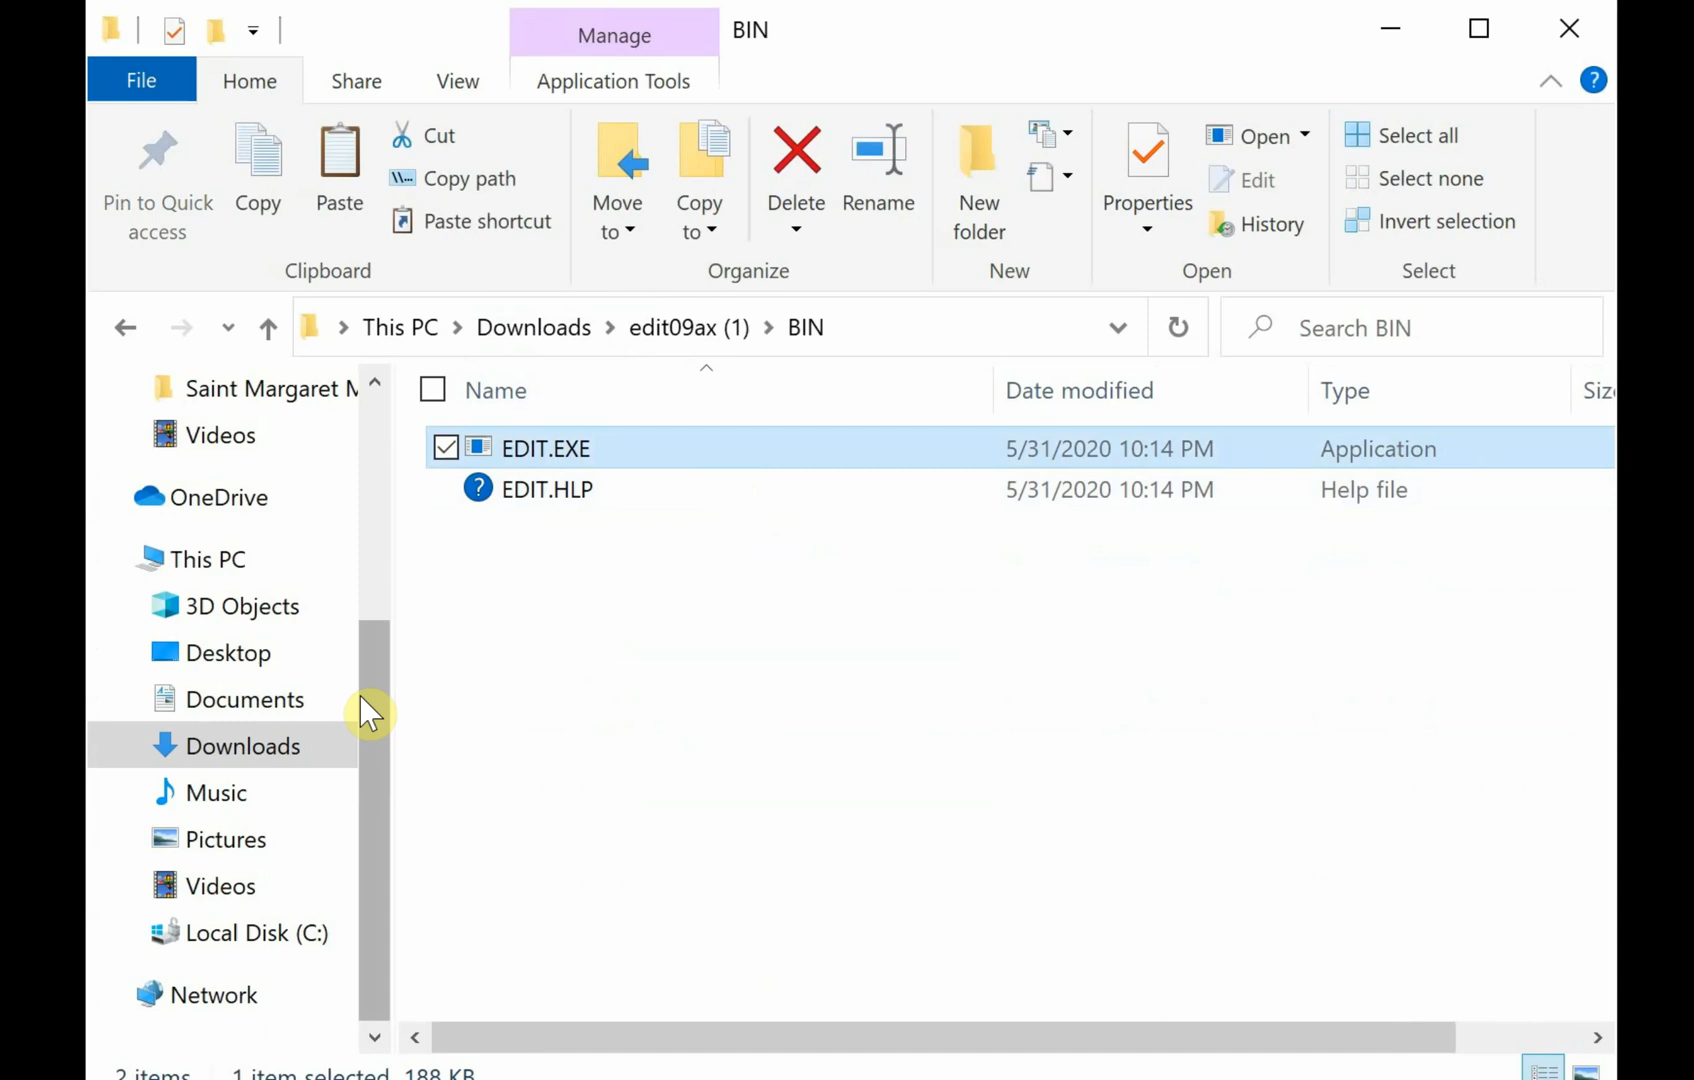 Manage
BIN
File
Home
Share
View
Application Tools
Pin to Quick
access
Copy
Paste
Cut
Copy path
Paste shortcut
Move
to
Copy
to
Delete
Rename
New
folder
Properties
Open
Edit
History
Select all
Select none
Invert selection
Clipboard
Organize
New
Open
Select
This PC
Downloads
edit09ax (1)
BIN
Search BIN
Saint Margaret M
Videos
OneDrive
This PC
3D Objects
Desktop
Documents
Downloads
Music
Pictures
Videos
Local Disk (C:)
Network
Name
Date modified
Type
Siz
EDIT.EXE
5/31/2020 10:14 PM
Application
EDIT.HLP
5/31/2020 10:14 PM
Help file
2 items
1 item selected 188 KB